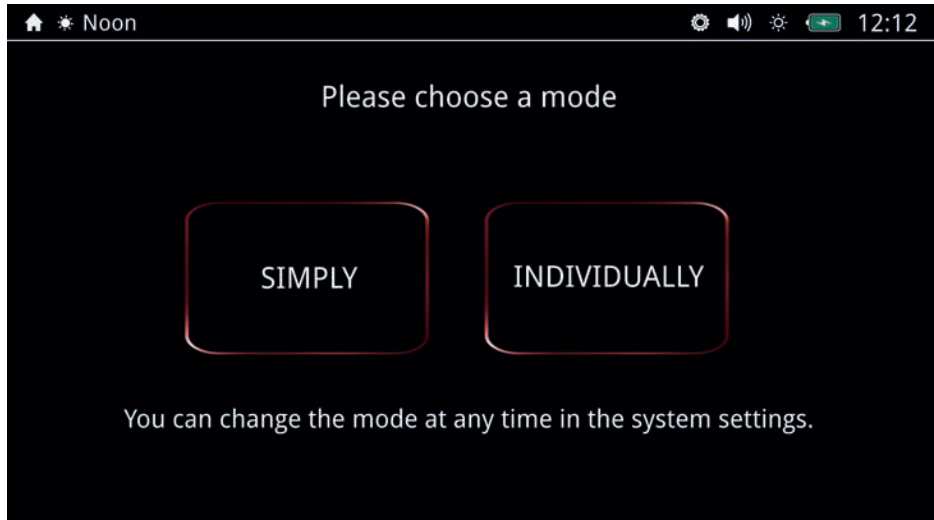 Noon 12:12
Please choose a mode
SIMPLY INDIVIDUALLY
You can change the mode at any time in the system settings.